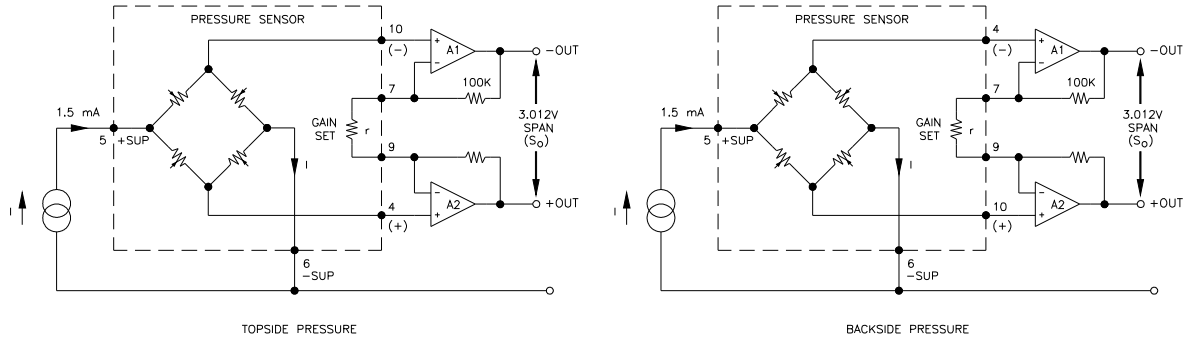 PRESSURE SENSOR
10
(−)
+
A1
−
−OUT
100K
7
1.5 mA
5
+SUP
GAIN
SET
r
3.012V
SPAN
(So)
9
I
I
−
A2
+
+OUT
4
(+)
6
−SUP
TOPSIDE PRESSURE
PRESSURE SENSOR
4
(−)
+
A1
−
−OUT
100K
7
1.5 mA
5
+SUP
GAIN
SET
r
3.012V
SPAN
(So)
9
I
I
−
A2
+
+OUT
10
(+)
6
−SUP
BACKSIDE PRESSURE